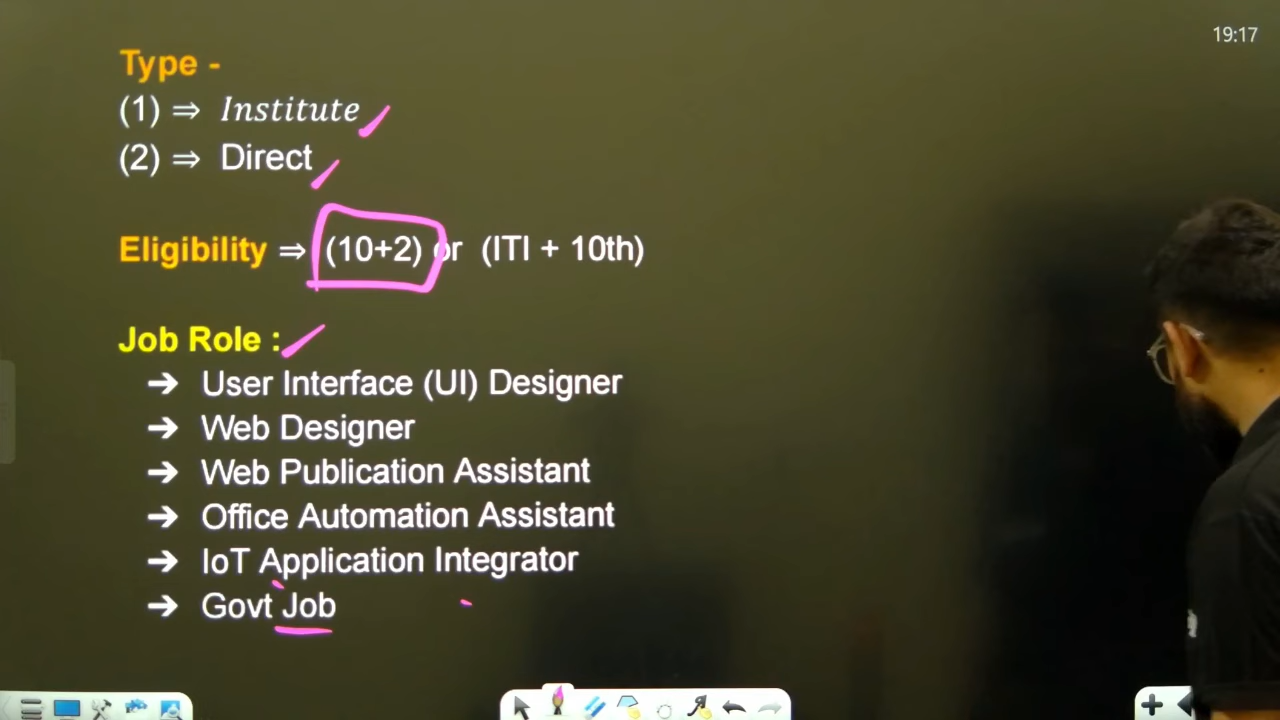 19:17
Type -
(1) ⇒ Institute
(2) ⇒ Direct
Eligibility ⇒ (10+2) or (ITI + 10th)
Job Role :
➔ User Interface (UI) Designer
➔ Web Designer
➔ Web Publication Assistant
➔ Office Automation Assistant
➔ IoT Application Integrator
➔ Govt Job